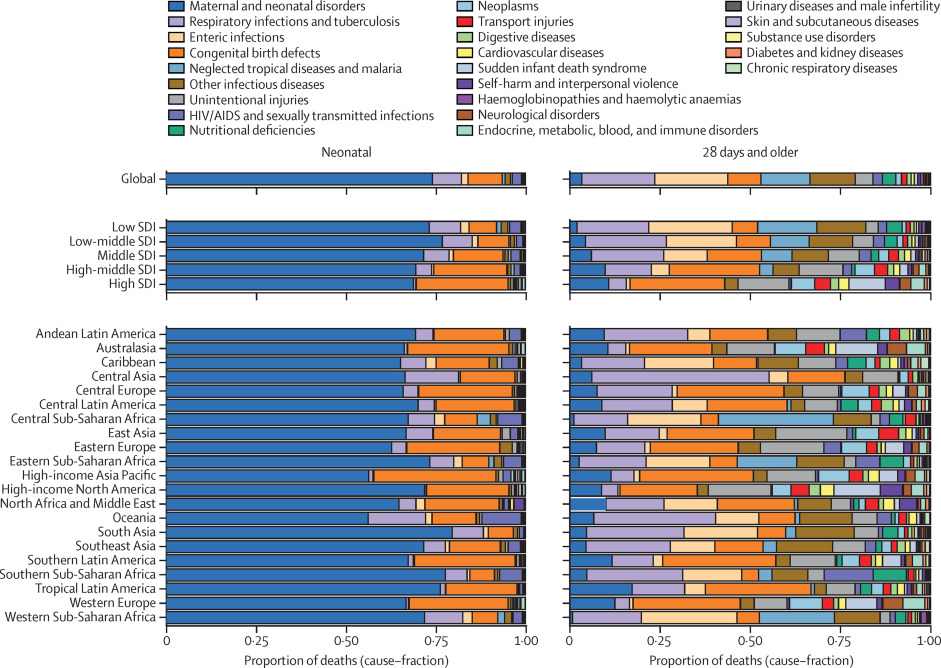 Maternal and neonatal disorders
Respiratory infections and tuberculosis
Enteric infections
Congenital birth defects
Neglected tropical diseases and malaria
Other infectious diseases
Unintentional injuries
HIV/AIDS and sexually transmitted infections
Nutritional deficiencies
Neoplasms
Transport injuries
Digestive diseases
Cardiovascular diseases
Sudden infant death syndrome
Self-harm and interpersonal violence
Haemoglobinopathies and haemolytic anaemias
Neurological disorders
Endocrine, metabolic, blood, and immune disorders
Urinary diseases and male infertility
Skin and subcutaneous diseases
Substance use disorders
Diabetes and kidney diseases
Chronic respiratory diseases
Neonatal
28 days and older
Global
Low SDI
Low-middle SDI
Middle SDI
High-middle SDI
High SDI
Andean Latin America
Australasia
Caribbean
Central Asia
Central Europe
Central Latin America
Central Sub-Saharan Africa
East Asia
Eastern Europe
Eastern Sub-Saharan Africa
High-income Asia Pacific
High-income North America
North Africa and Middle East
Oceania
South Asia
Southeast Asia
Southern Latin America
Southern Sub-Saharan Africa
Tropical Latin America
Western Europe
Western Sub-Saharan Africa
0 0·25 0·50 0·75 1·00
0 0·25 0·50 0·75 1·00
Proportion of deaths (cause–fraction)
Proportion of deaths (cause–fraction)